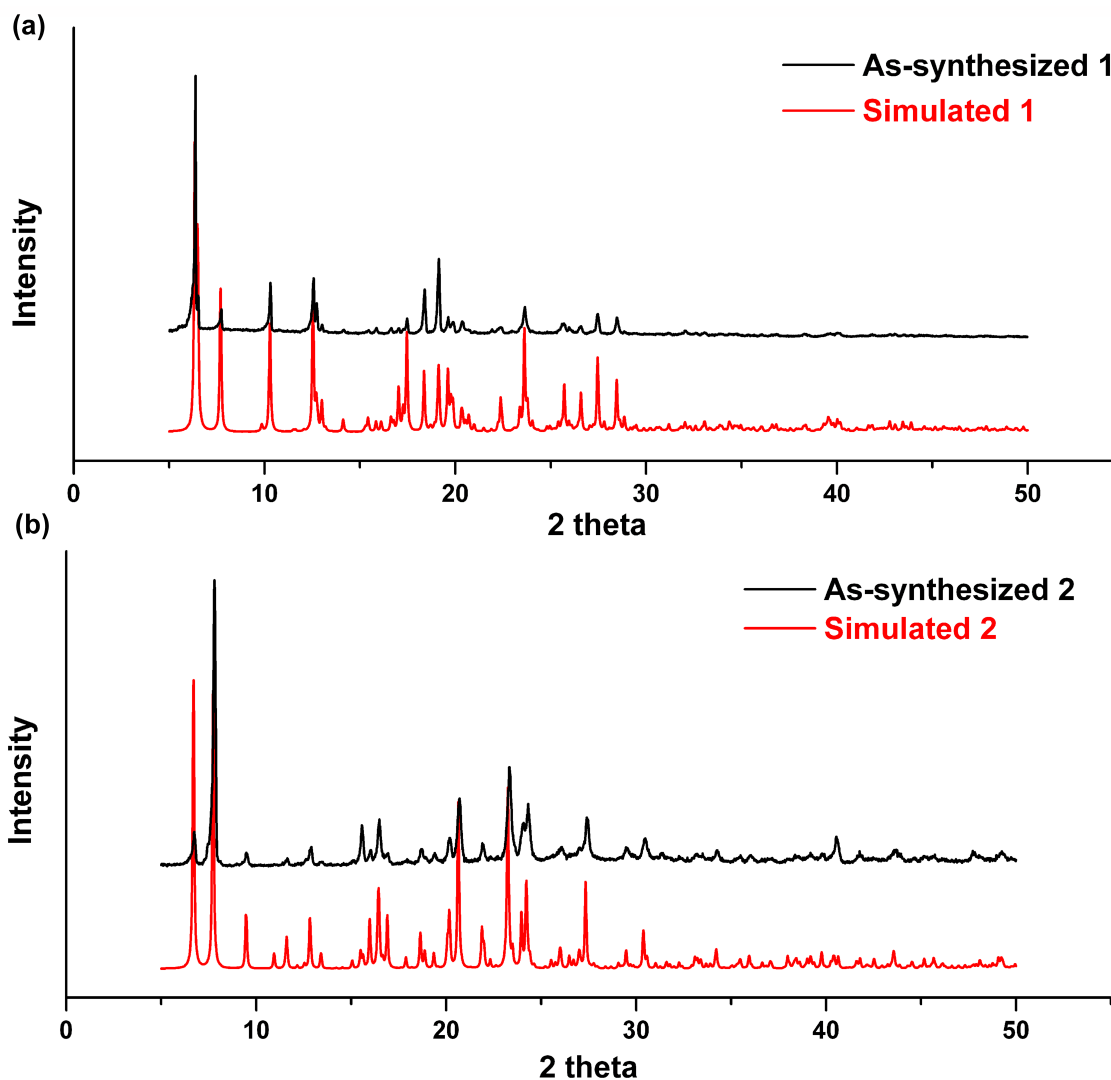 (a)
As-synthesized 1
Simulated 1
Intensity
0 10 20 30 40 50
2 theta
(b)
As-synthesized 2
Simulated 2
Intensity
0 10 20 30 40 50
2 theta